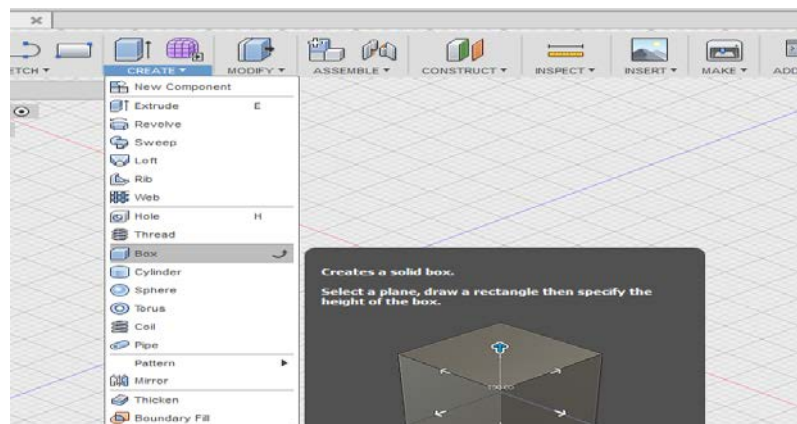 ETCH ▾ CREATE ▾ MODIFY ▾ ASSEMBLE ▾ CONSTRUCT ▾ INSPECT ▾ INSERT ▾ MAKE ▾ ADD
New Component
Extrude E
Revolve
Sweep
Loft
Rib
Web
Hole H
Thread
Box
Cylinder
Sphere
Torus
Coil
Pipe
Pattern
Mirror
Thicken
Boundary Fill
Creates a solid box.
Select a plane, draw a rectangle then specify the
height of the box.